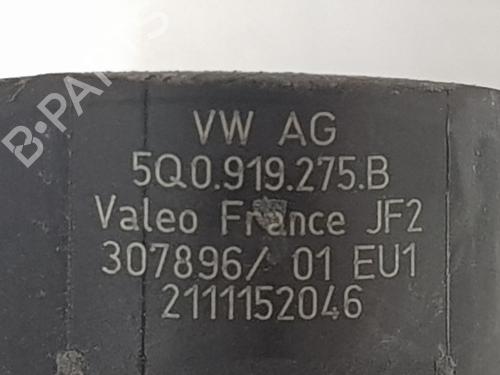 B-PARTS
VW AG
5Q0.919.275.B
Valeo France JF2
307896/ 01 EU1
2111152046